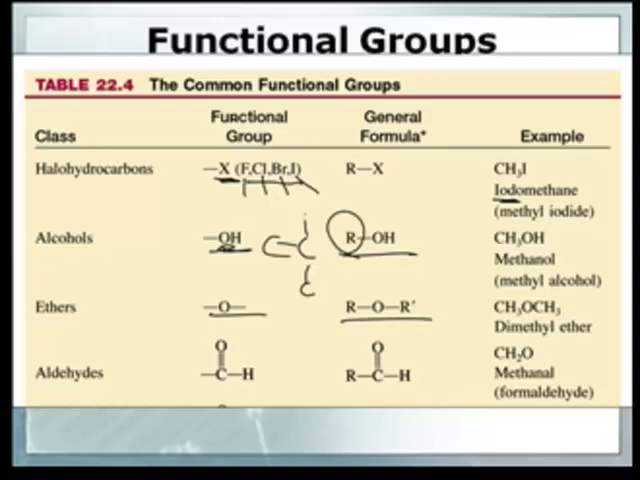 Functional Groups
TABLE 22.4 The Common Functional Groups
Class
Functional Group
General Formula*
Example
Halohydrocarbons
—X (F,Cl,Br,I)
R—X
CH₃I
Iodomethane
(methyl iodide)
Alcohols
—OH
R—OH
CH₃OH
Methanol
(methyl alcohol)
Ethers
—O—
R—O—R'
CH₃OCH₃
Dimethyl ether
Aldehydes
O
||
—C—H
O
||
R—C—H
CH₂O
Methanal
(formaldehyde)